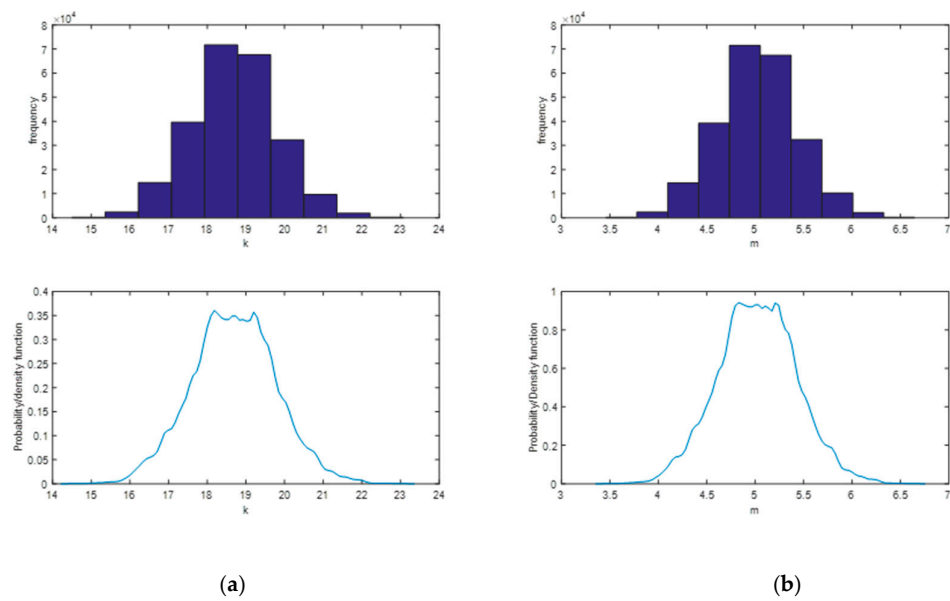 ×10⁴
8
7
6
5
4
3
2
1
0
frequency
14 15 16 17 18 19 20 21 22 23 24
k
×10⁴
8
7
6
5
4
3
2
1
0
frequency
3 3.5 4 4.5 5 5.5 6 6.5 7
m
0.4
0.35
0.3
0.25
0.2
0.15
0.1
0.05
0
Probability/density function
14 15 16 17 18 19 20 21 22 23 24
k
1
0.8
0.6
0.4
0.2
0
Probability/Density function
3 3.5 4 4.5 5 5.5 6 6.5 7
m
(a)
(b)